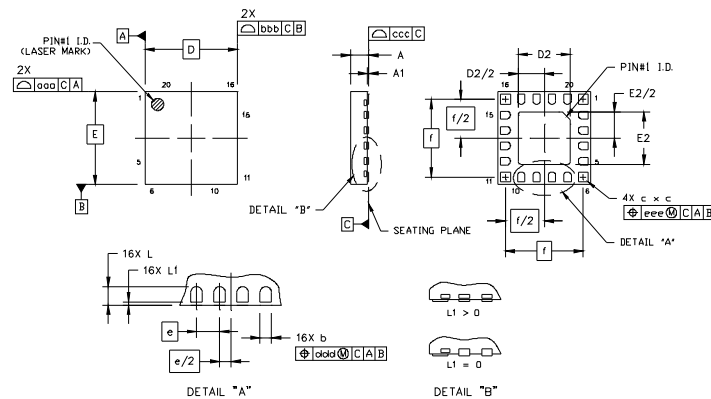 2X
bbb C B
PIN#1 I.D.
(LASER MARK)
A
D
2X
aaa C A
1
20
16
E
5
6
10
11
B
ccc C
A
A1
DETAIL "B"
C
SEATING PLANE
D2
D2/2
PIN#1 I.D.
16
20
1
E2/2
f/2
f
E2
5
11
10
6
4X c x c
eee Ⓜ C A B
f/2
f
DETAIL "A"
16X L
16X L1
e
e/2
16X b
ddd Ⓜ C A B
DETAIL "A"
L1 > 0
L1 = 0
DETAIL "B"